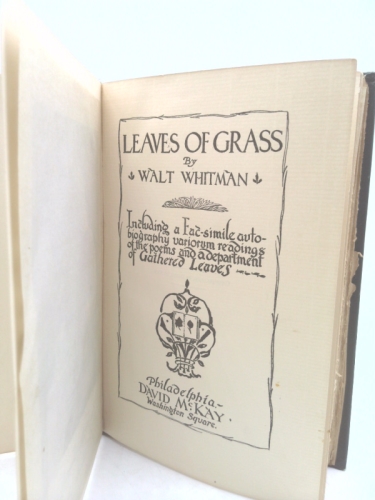 LEAVES OF GRASS
By
WALT WHITMAN
Including a Fac-simile auto-
biography variorum readings
of the poems and a department
of Gathered Leaves
Philadelphia.-
DAVID McKAY.
Washington Square.